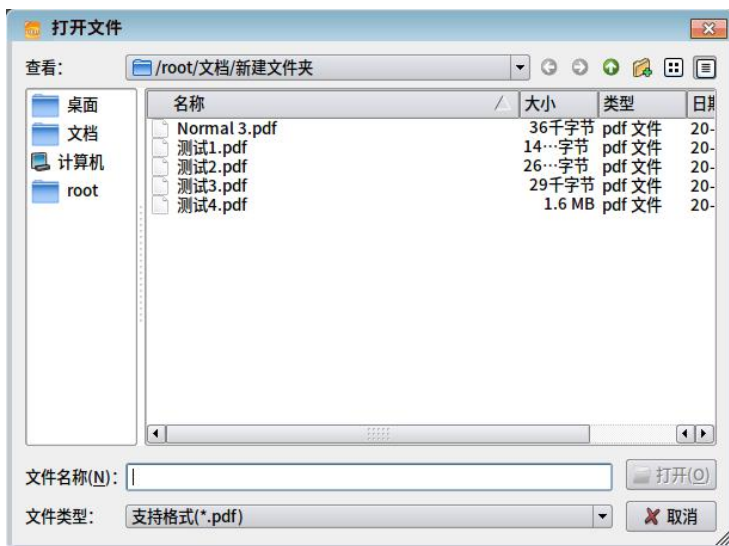 打开文件
查看: /root/文档/新建文件夹
桌面
文档
计算机
root
名称 大小 类型 日期
Normal 3.pdf 36千字节 pdf 文件 20-
测试1.pdf 14…字节 pdf 文件 20-
测试2.pdf 26…字节 pdf 文件 20-
测试3.pdf 29千字节 pdf 文件 20-
测试4.pdf 1.6 MB pdf 文件 20-
文件名称(N): 打开(O)
文件类型: 支持格式(*.pdf) 取消